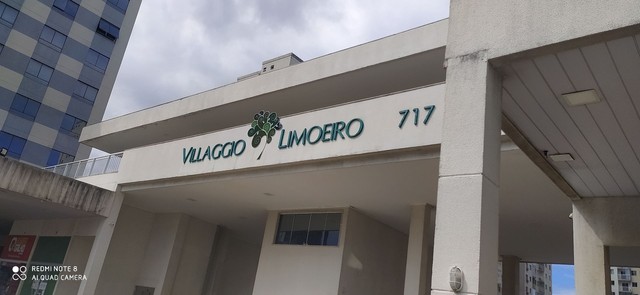 VILLAGGIO LIMOEIRO 717
REDMI NOTE 8
AI QUAD CAMERA